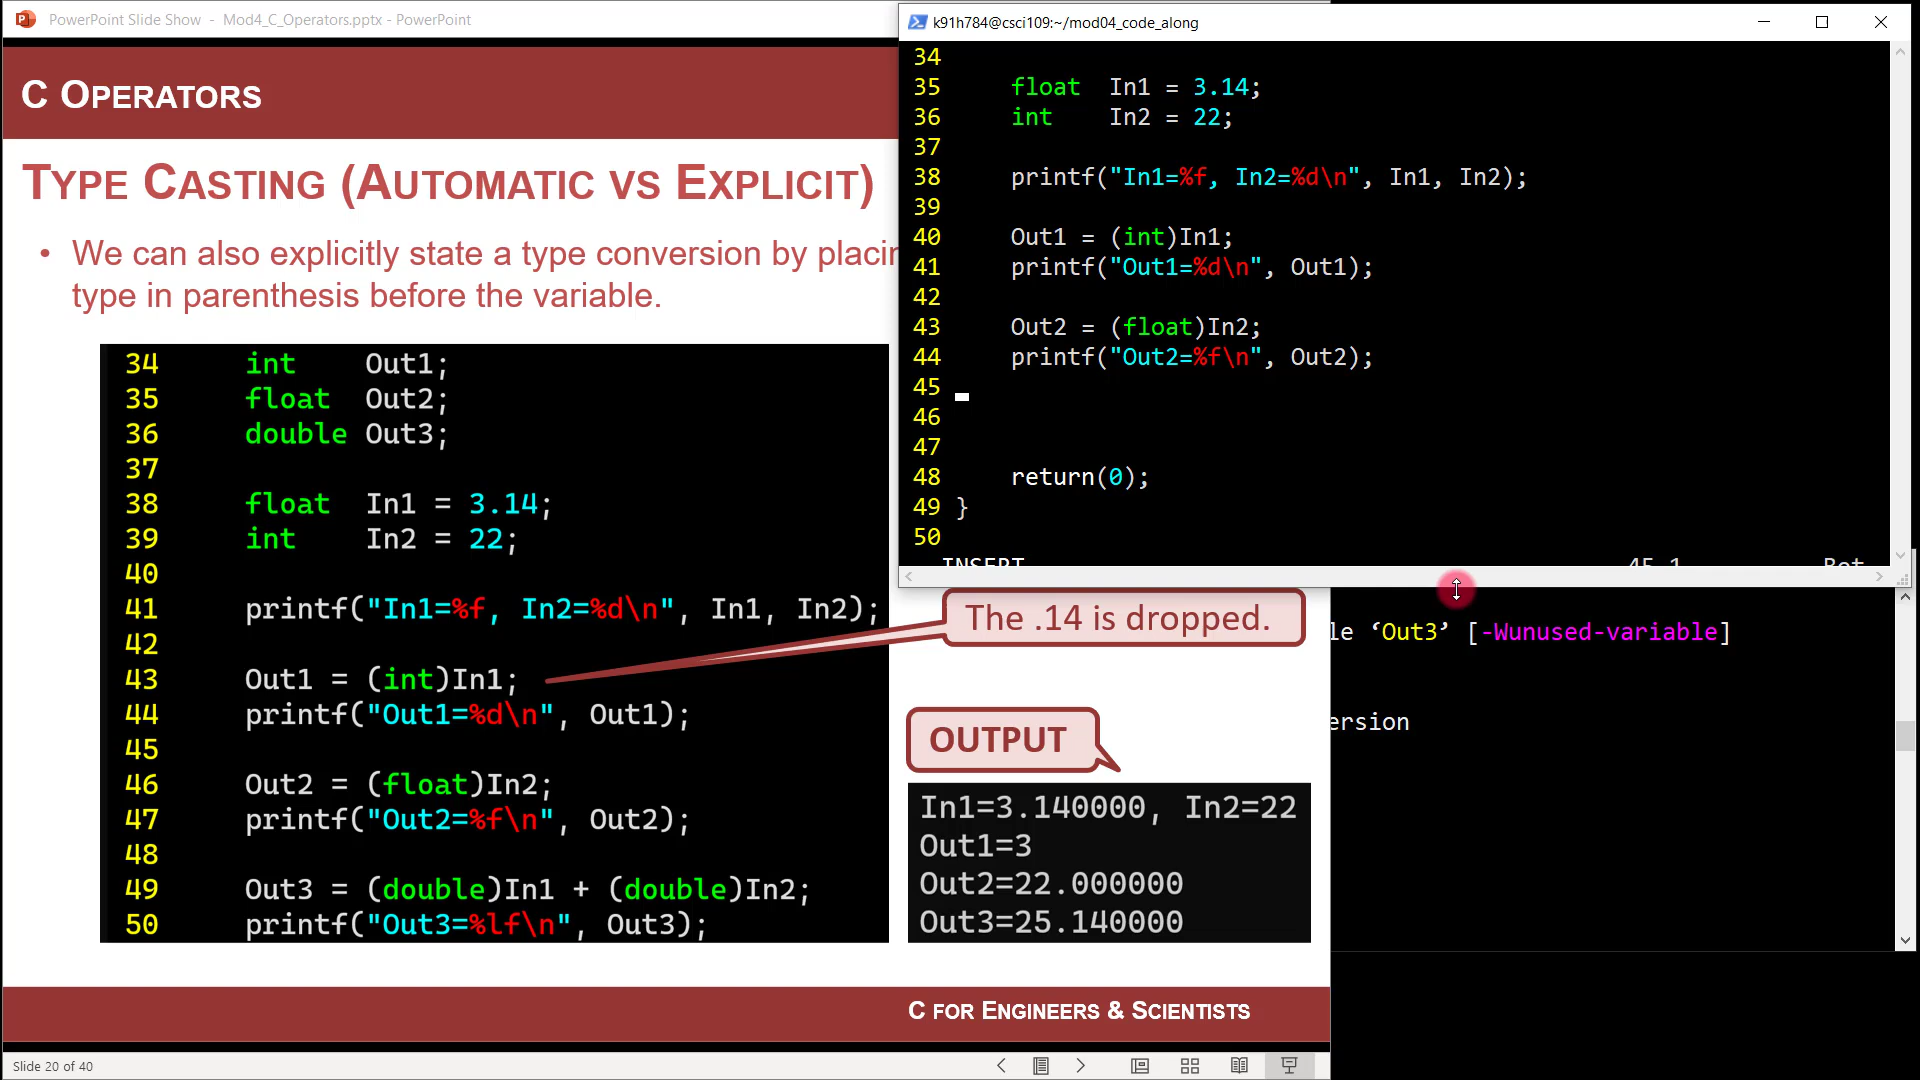 PowerPoint Slide Show - Mod4_C_Operators.pptx - PowerPoint
C OPERATORS
TYPE CASTING (AUTOMATIC VS EXPLICIT)
• We can also explicitly state a type conversion by
type in parenthesis before the variable.
34 int Out1;
35 float Out2;
36 double Out3;
37
38 float In1 = 3.14;
39 int In2 = 22;
40
41 printf("In1=%f, In2=%d\n", In1, In2);
42
43 Out1 = (int)In1;
44 printf("Out1=%d\n", Out1);
45
46 Out2 = (float)In2;
47 printf("Out2=%f\n", Out2);
48
49 Out3 = (double)In1 + (double)In2;
50 printf("Out3=%lf\n", Out3);
The .14 is dropped.
OUTPUT
In1=3.140000, In2=22
Out1=3
Out2=22.000000
Out3=25.140000
C FOR ENGINEERS & SCIENTISTS
Slide 20 of 40
k91h784@csci109:~/mod04_code_along
34
35 float In1 = 3.14;
36 int In2 = 22;
37
38 printf("In1=%f, In2=%d\n", In1, In2);
39
40 Out1 = (int)In1;
41 printf("Out1=%d\n", Out1);
42
43 Out2 = (float)In2;
44 printf("Out2=%f\n", Out2);
45
46
47
48 return(0);
49 }
50
INSERT 45,1 Bot
‘Out3’ [-Wunused-variable]
ersion